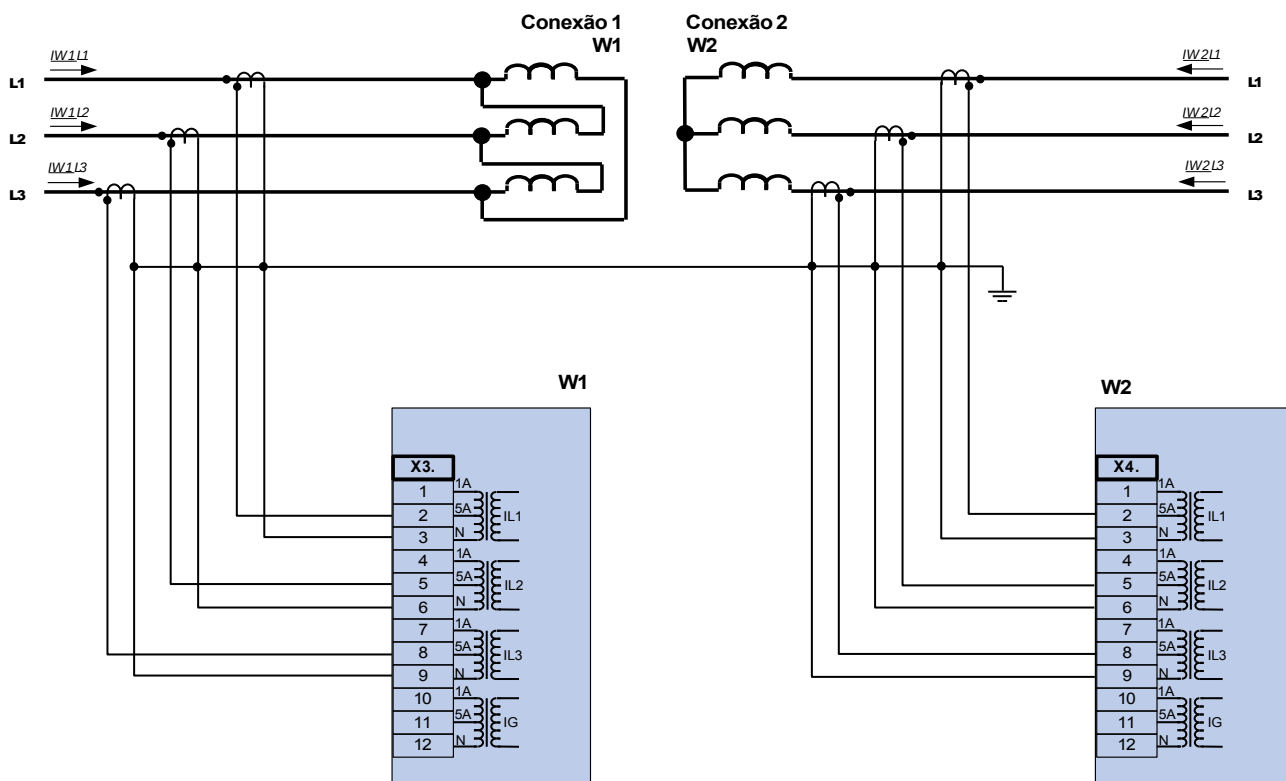 Conexão 1
W1
Conexão 2
W2
IW1L1
L1
IW1L2
L2
IW1L3
L3
IW2L1
L1
IW2L2
L2
IW2L3
L3
W1
X3.
1 1A
2 5A IL1
3 N
4 1A
5 5A IL2
6 N
7 1A
8 5A IL3
9 N
10 1A
11 5A IG
12 N
W2
X4.
1 1A
2 5A IL1
3 N
4 1A
5 5A IL2
6 N
7 1A
8 5A IL3
9 N
10 1A
11 5A IG
12 N